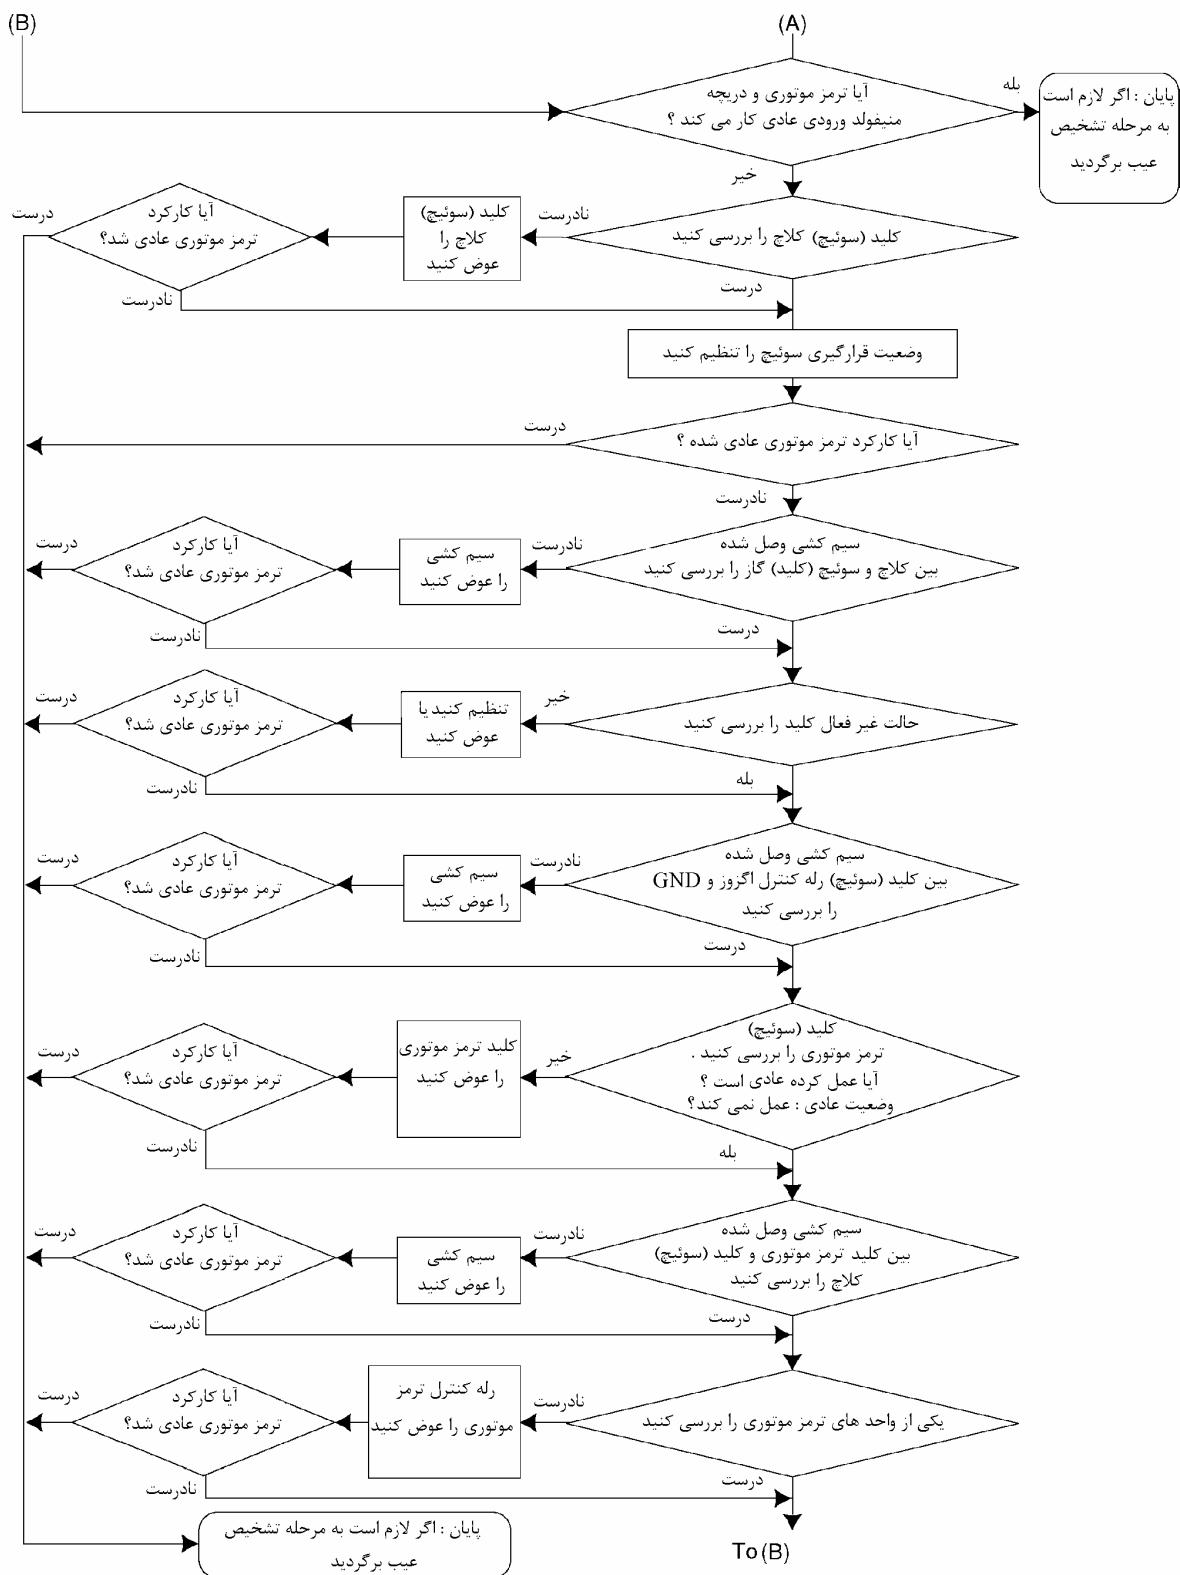 (B)
(A)
آیا ترمز موتوری و دریچه
منیفولد ورودی عادی کار می کند ؟
بله
پایان : اگر لازم است
به مرحله تشخیص
عیب برگردید
خیر
کلید (سوئیچ) کلاچ را بررسی کنید
نادرست
کلید (سوئیچ)
کلاچ را
عوض کنید
آیا کارکرد
ترمز موتوری عادی شد؟
درست
نادرست
درست
وضعیت قرارگیری سوئیچ را تنظیم کنید
آیا کارکرد ترمز موتوری عادی شده ؟
درست
نادرست
سیم کشی وصل شده
بین کلاچ و سوئیچ (کلید) گاز را بررسی کنید
نادرست
سیم کشی
را عوض کنید
آیا کارکرد
ترمز موتوری عادی شد؟
درست
نادرست
درست
حالت غیر فعال کلید را بررسی کنید
خیر
تنظیم کنید یا
عوض کنید
آیا کارکرد
ترمز موتوری عادی شد؟
درست
نادرست
بله
سیم کشی وصل شده
بین کلید (سوئیچ) رله کنترل اگزوز و GND
را بررسی کنید
نادرست
سیم کشی
را عوض کنید
آیا کارکرد
ترمز موتوری عادی شد؟
درست
نادرست
درست
کلید (سوئیچ)
ترمز موتوری را بررسی کنید .
آیا عمل کرده عادی است ؟
وضعیت عادی : عمل نمی کند؟
خیر
کلید ترمز موتوری
را عوض کنید
آیا کارکرد
ترمز موتوری عادی شد؟
درست
نادرست
بله
سیم کشی وصل شده
بین کلید ترمز موتوری و کلید (سوئیچ)
کلاچ را بررسی کنید
نادرست
سیم کشی
را عوض کنید
آیا کارکرد
ترمز موتوری عادی شد؟
درست
نادرست
درست
یکی از واحد های ترمز موتوری را بررسی کنید
نادرست
رله کنترل ترمز
موتوری را عوض کنید
آیا کارکرد
ترمز موتوری عادی شد؟
درست
نادرست
درست
پایان : اگر لازم است به مرحله تشخیص
عیب برگردید
To (B)